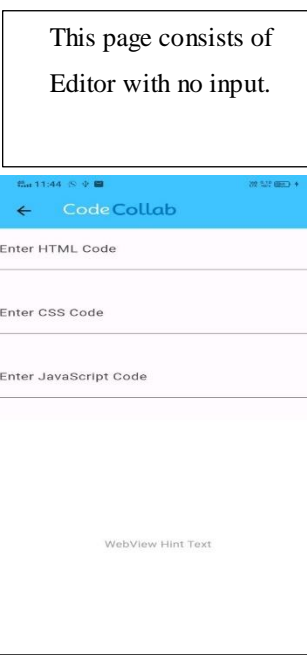 This page consists of
Editor with no input.
11:44
CodeCollab
Enter HTML Code
Enter CSS Code
Enter JavaScript Code
WebView Hint Text